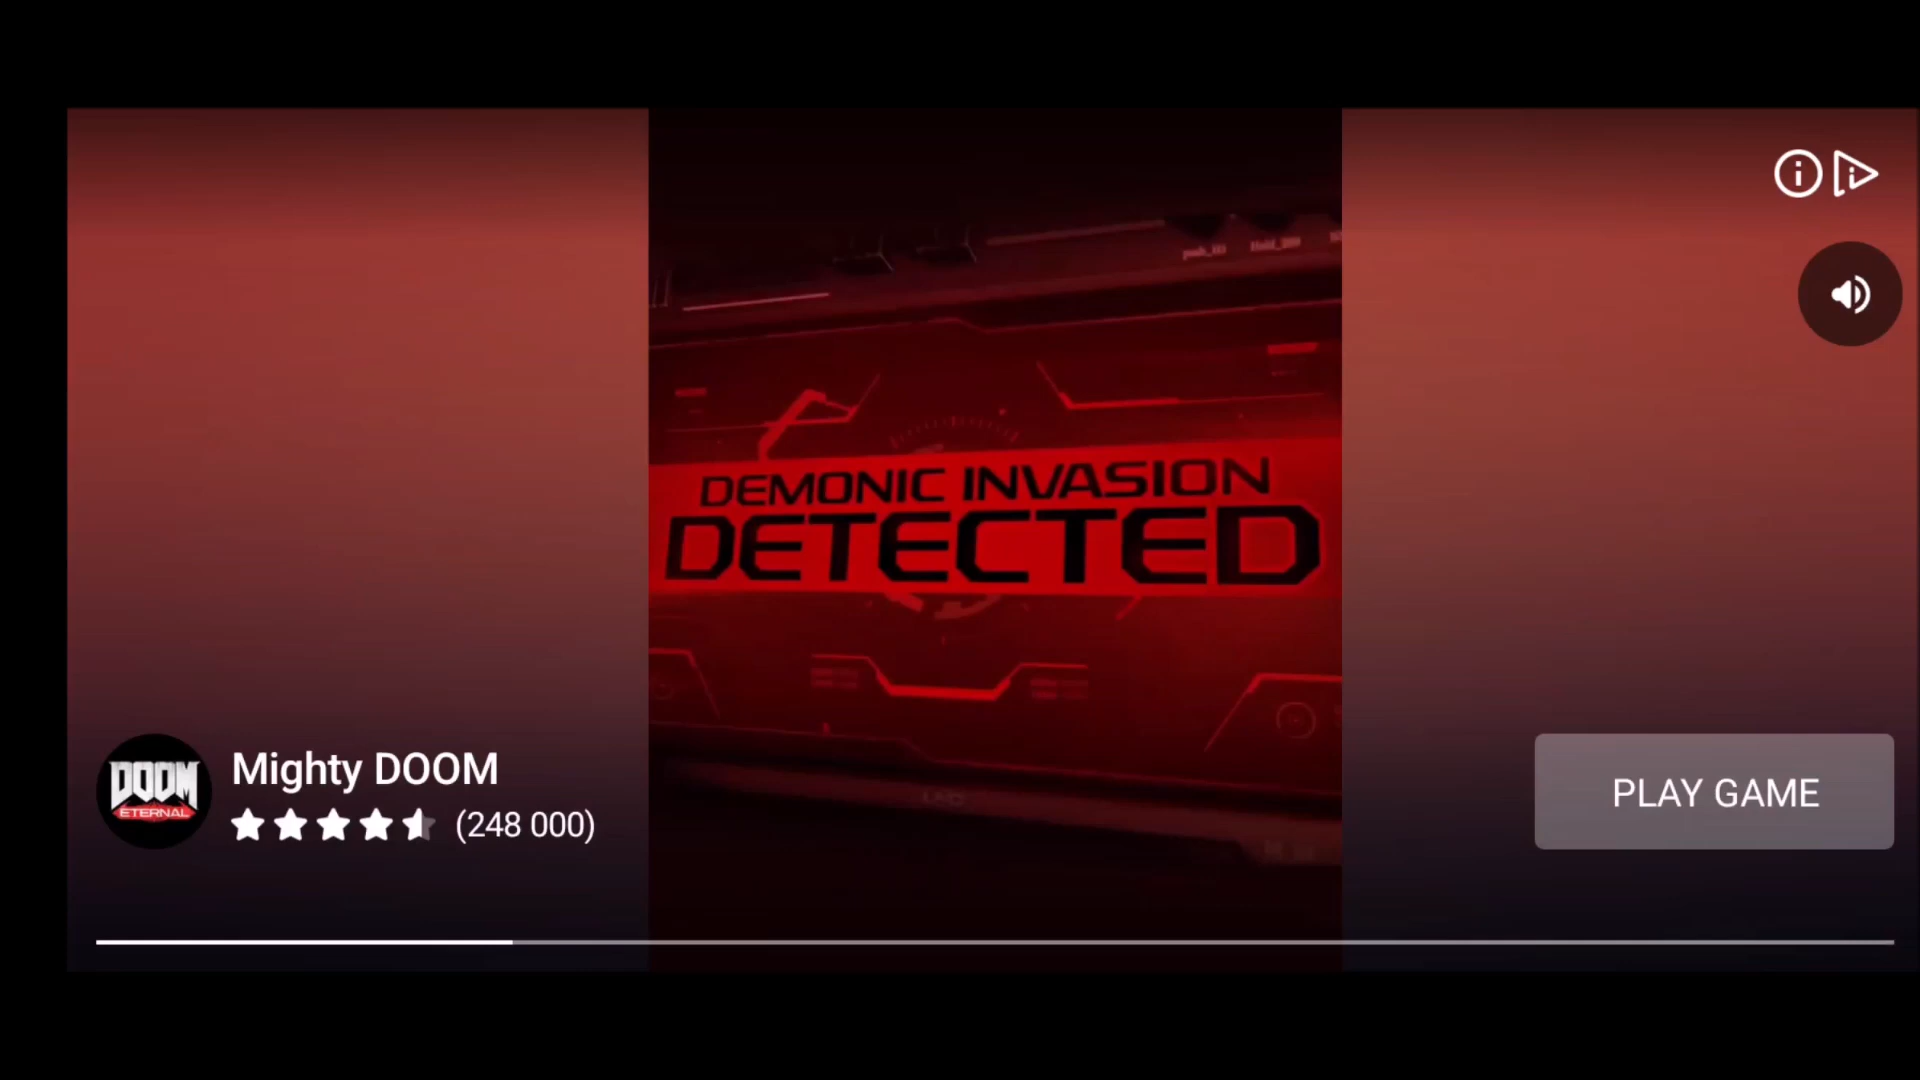 DEMONIC INVASION
DETECTED
DOOM
ETERNAL
Mighty DOOM
(248 000)
PLAY GAME